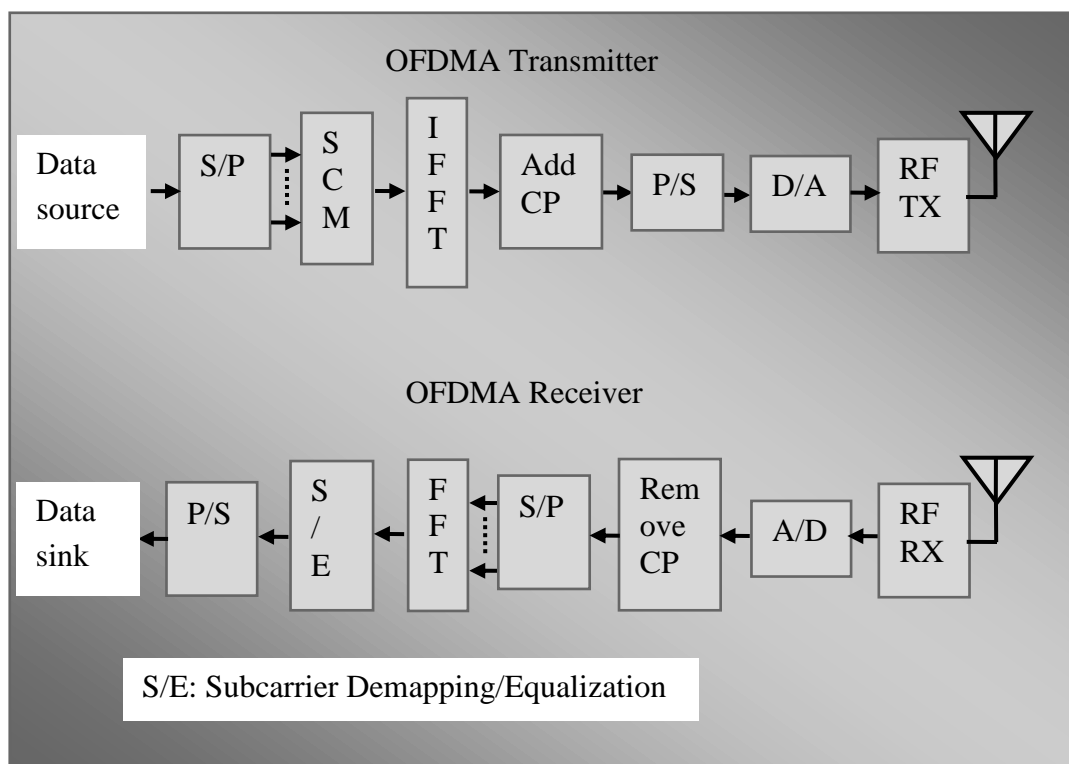 OFDMA Transmitter
Data
source
S/P
S
C
M
I
F
F
T
Add
CP
P/S
D/A
RF
TX
OFDMA Receiver
Data
sink
P/S
S
/
E
F
F
T
S/P
Rem
ove
CP
A/D
RF
RX
S/E: Subcarrier Demapping/Equalization